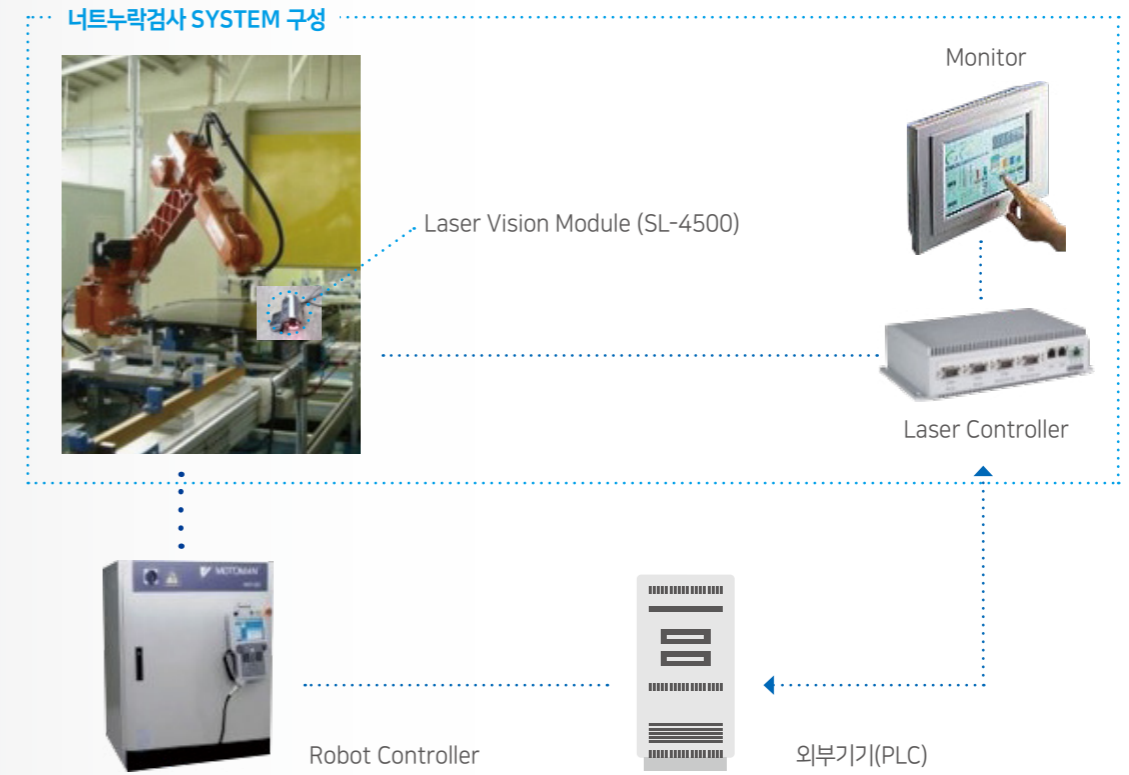 너트누락검사 SYSTEM 구성
Monitor
Laser Vision Module (SL-4500)
Laser Controller
MOTOMAN
Robot Controller
외부기기(PLC)